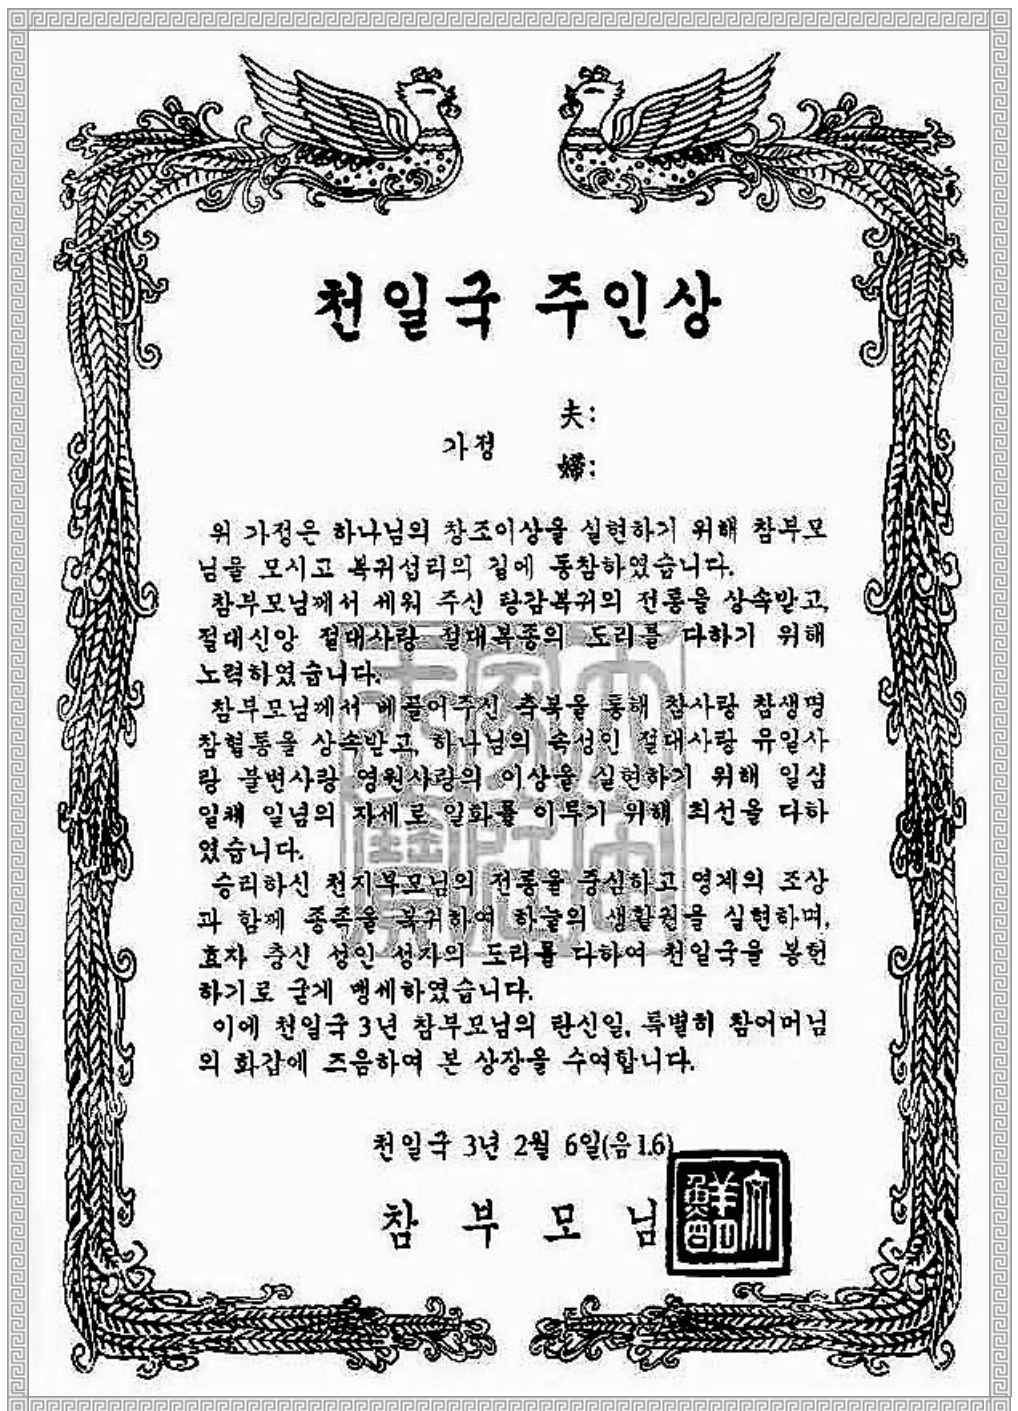 천일국 주인상
夫:
가정
婦:
위 가정은 하나님의 창조이상을 실현하기 위해 참부모
님을 모시고 복귀섭리의 길에 동참하였습니다.
참부모님께서 세워 주신 탕감복귀의 전통을 상속받고,
절대신앙 절대사랑 절대복종의 도리를 다하기 위해
노력하였습니다.
참부모님께서 베풀어주신 축복을 통해 참사랑 참생명
참혈통을 상속받고, 하나님의 속성인 절대사랑 유일사
랑 불변사랑 영원사랑의 이상을 실현하기 위해 일심
일체 일념의 자세로 일화를 이루기 위해 최선을 다하
였습니다.
승리하신 천지부모님의 전통을 중심하고 영계의 조상
과 함께 종족을 복귀하여 하늘의 생활권을 실현하며,
효자 충신 성인 성자의 도리를 다하여 천일국을 봉헌
하기로 굳게 맹세하였습니다.
이에 천일국 3년 참부모님의 탄신일, 특별히 참어머님
의 화갑에 즈음하여 본 상장을 수여합니다.
천일국 3년 2월 6일(음1.6)
참 부 모 님